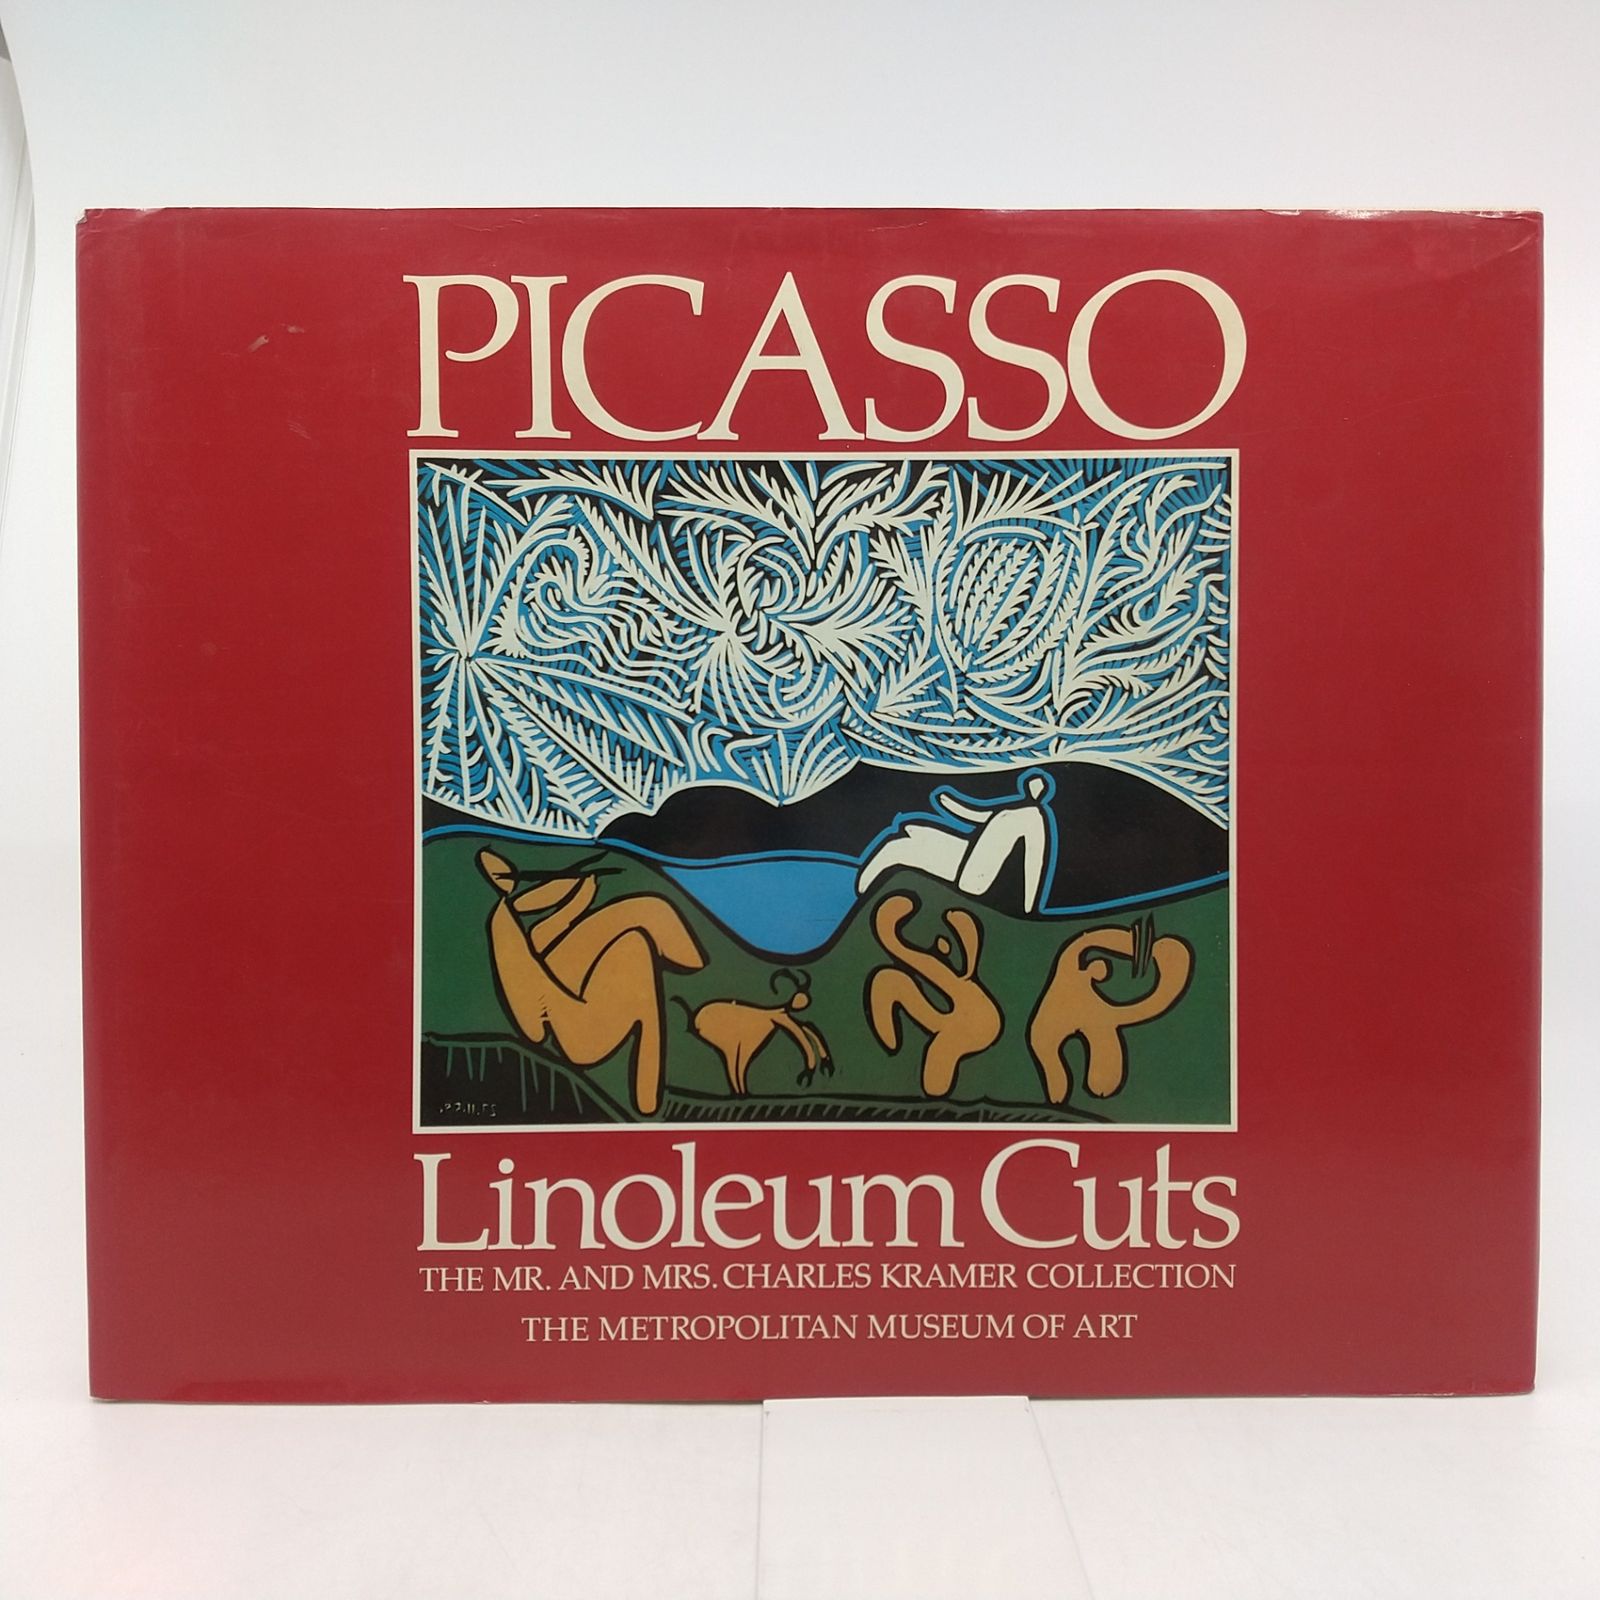 PICASSO
Linoleum Cuts
THE MR. AND MRS. CHARLES KRAMER COLLECTION
THE METROPOLITAN MUSEUM OF ART